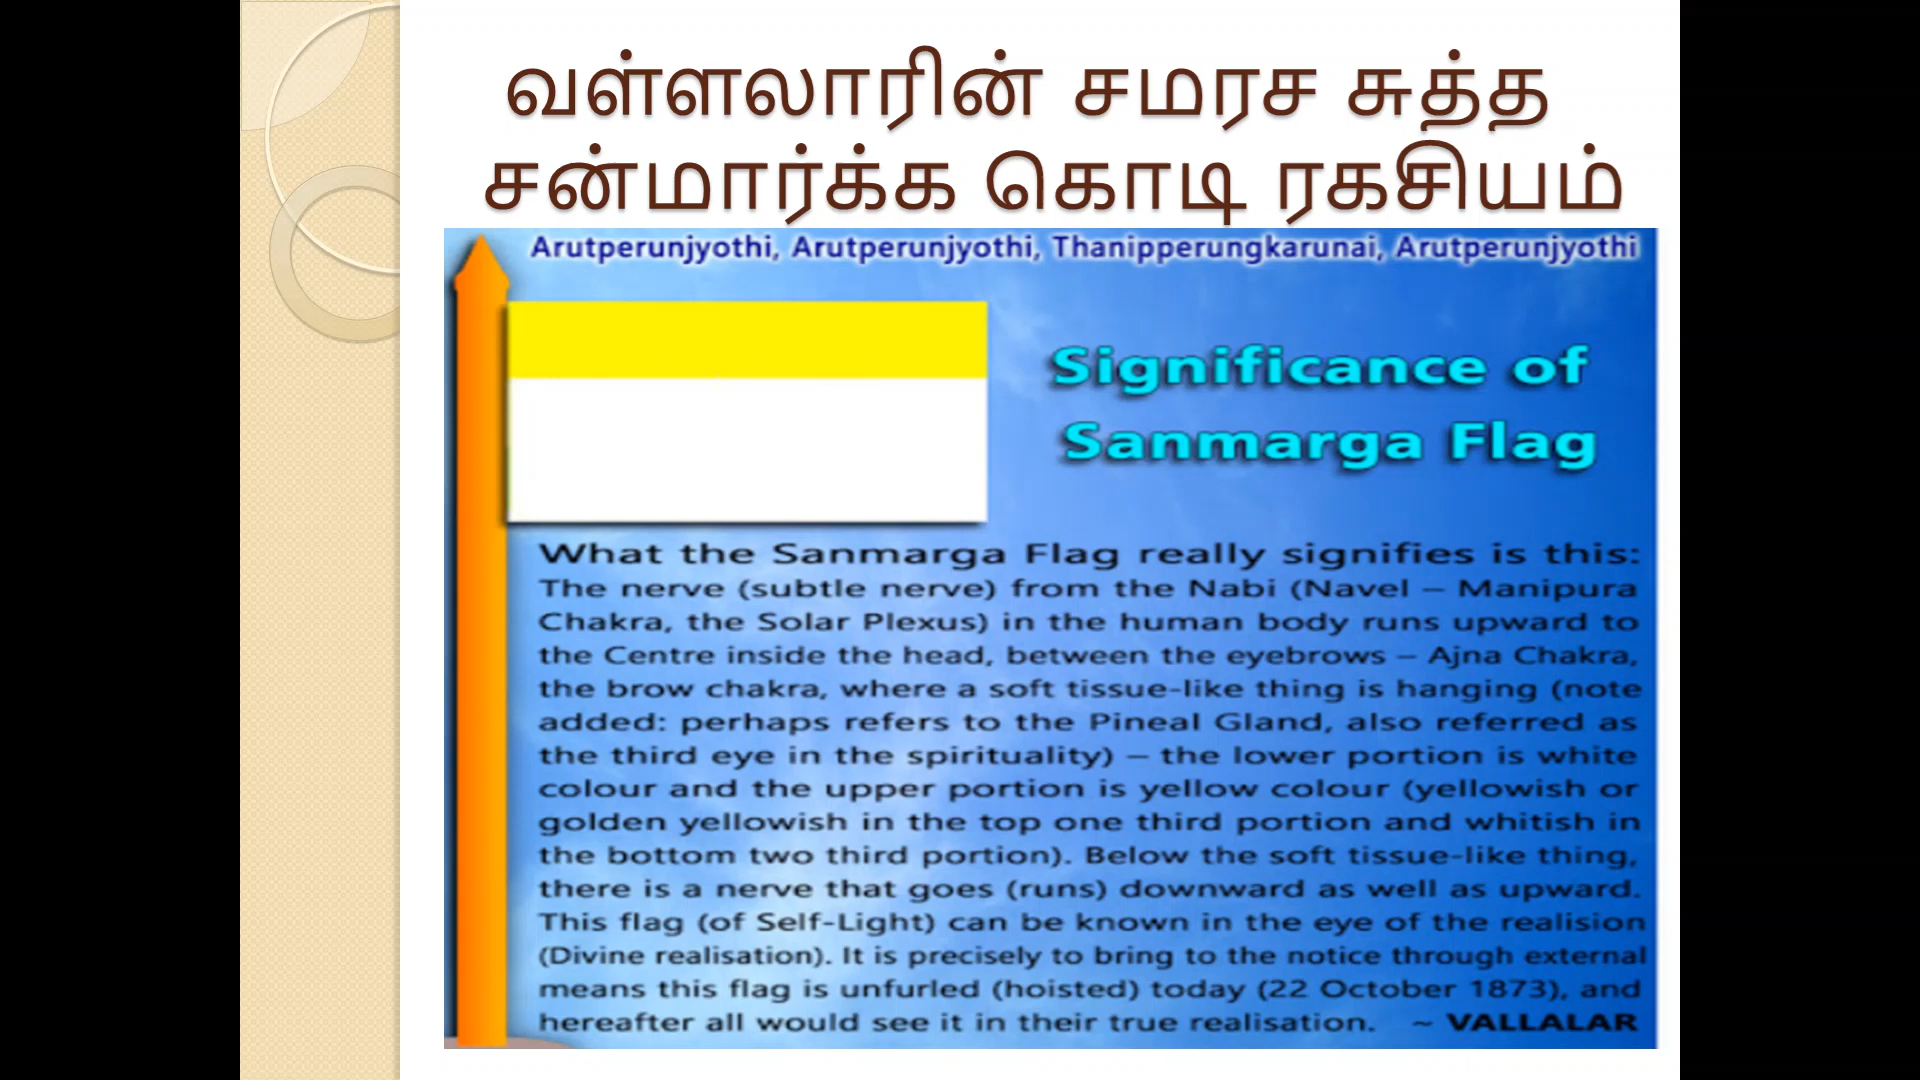 வள்ளலாரின் சமரச சுத்த
சன்மார்க்க கொடி ரகசியம்
Arutperunjyothi, Arutperunjyothi, Thanipperungkarunai, Arutperunjyothi
Significance of
Sanmarga Flag
What the Sanmarga Flag really signifies is this:
The nerve (subtle nerve) from the Nabi (Navel – Manipura
Chakra, the Solar Plexus) in the human body runs upward to
the Centre inside the head, between the eyebrows – Ajna Chakra,
the brow chakra, where a soft tissue-like thing is hanging (note
added: perhaps refers to the Pineal Gland, also referred as
the third eye in the spirituality) – the lower portion is white
colour and the upper portion is yellow colour (yellowish or
golden yellowish in the top one third portion and whitish in
the bottom two third portion). Below the soft tissue-like thing,
there is a nerve that goes (runs) downward as well as upward.
This flag (of Self-Light) can be known in the eye of the realision
(Divine realisation). It is precisely to bring to the notice through external
means this flag is unfurled (hoisted) today (22 October 1873), and
hereafter all would see it in their true realisation. ~ VALLALAR